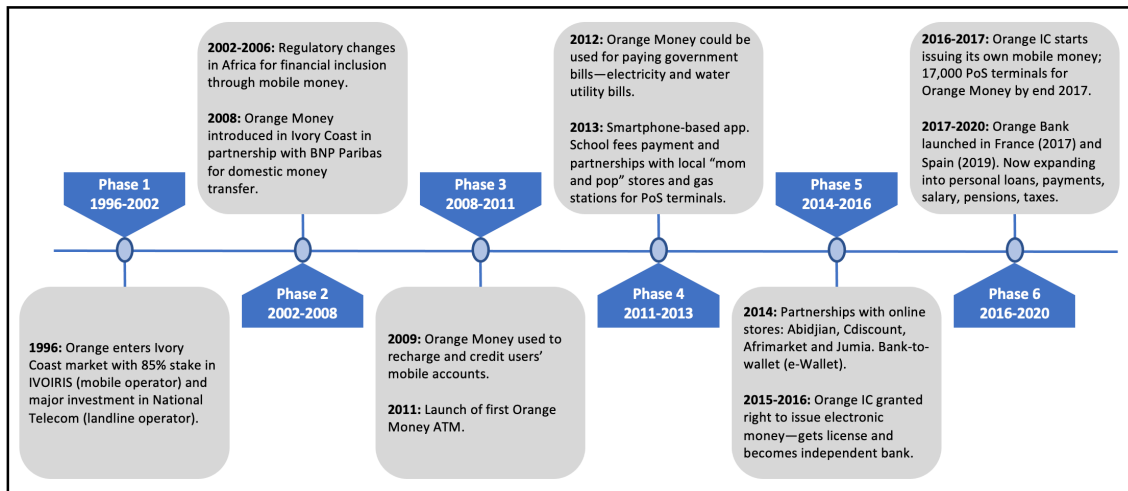 Phase 1
1996-2002
1996: Orange enters Ivory
Coast market with 85% stake in
IVOIRIS (mobile operator) and
major investment in National
Telecom (landline operator).
2002-2006: Regulatory changes
in Africa for financial inclusion
through mobile money.
2008: Orange Money
introduced in Ivory Coast in
partnership with BNP Paribas
for domestic money
transfer.
Phase 2
2002-2008
Phase 3
2008-2011
2009: Orange Money used to
recharge and credit users’
mobile accounts.
2011: Launch of first Orange
Money ATM.
2012: Orange Money could be
used for paying government
bills—electricity and water
utility bills.
2013: Smartphone-based app.
School fees payment and
partnerships with local “mom
and pop” stores and gas
stations for PoS terminals.
Phase 4
2011-2013
Phase 5
2014-2016
2014: Partnerships with online
stores: Abidjian, Cdiscount,
Afrimarket and Jumia. Bank-to-
wallet (e-Wallet).
2015-2016: Orange IC granted
right to issue electronic
money—gets license and
becomes independent bank.
2016-2017: Orange IC starts
issuing its own mobile money;
17,000 PoS terminals for
Orange Money by end 2017.
2017-2020: Orange Bank
launched in France (2017) and
Spain (2019). Now expanding
into personal loans, payments,
salary, pensions, taxes.
Phase 6
2016-2020